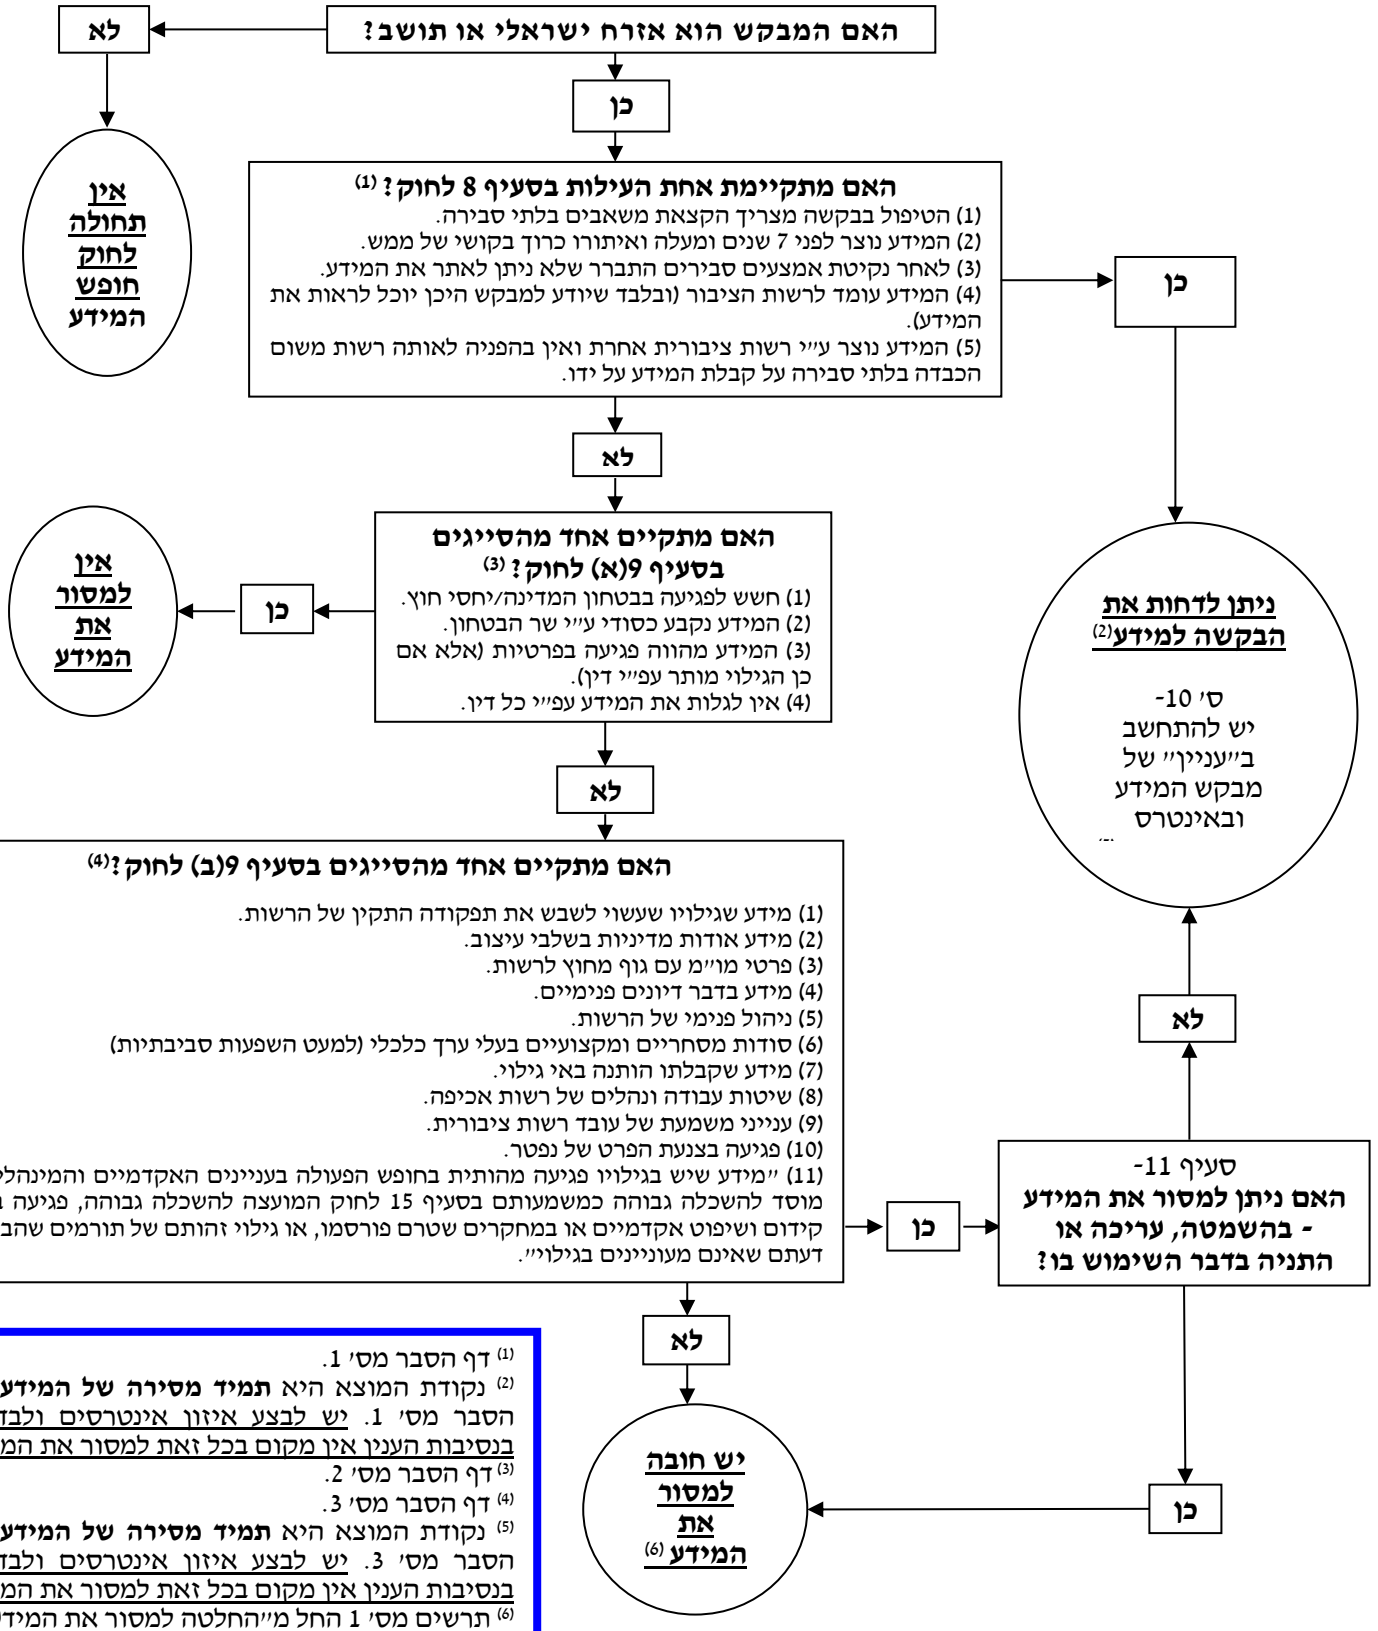 האם המבקש הוא אזרח ישראלי או תושב?
לא
כן
אין
תחולה
לחוק
חופש
המידע
האם מתקיימת אחת העילות בסעיף 8 לחוק? (1)
(1) הטיפול בבקשה מצריך הקצאת משאבים בלתי סבירה.
(2) המידע נוצר לפני 7 שנים ומעלה ואיתורו כרוך בקושי של ממש.
(3) לאחר נקיטת אמצעים סבירים התברר שלא ניתן לאתר את המידע.
(4) המידע עומד לרשות הציבור (ובלבד שיודע למבקש היכן יוכל לראות את
המידע).
(5) המידע נוצר ע״י רשות ציבורית אחרת ואין בהפניה לאותה רשות משום
הכבדה בלתי סבירה על קבלת המידע על ידו.
כן
לא
האם מתקיים אחד מהסייגים
בסעיף 9(א) לחוק? (3)
(1) חשש לפגיעה בבטחון המדינה/יחסי חוץ.
(2) המידע נקבע כסודי ע״י שר הבטחון.
(3) המידע מהווה פגיעה בפרטיות (אלא אם
כן הגילוי מותר עפ״י דין).
(4) אין לגלות את המידע עפ״י כל דין.
כן
אין
למסור
את
המידע
ניתן לדחות את
הבקשה למידע(2)
ס׳ 10-
יש להתחשב
ב״עניין״ של
מבקש המידע
ובאינטרס
לא
האם מתקיים אחד מהסייגים בסעיף 9(ב) לחוק?(4)
(1) מידע שגילויו שעשוי לשבש את תפקודה התקין של הרשות.
(2) מידע אודות מדיניות בשלבי עיצוב.
(3) פרטי מו״מ עם גוף מחוץ לרשות.
(4) מידע בדבר דיונים פנימיים.
(5) ניהול פנימי של הרשות.
(6) סודות מסחריים ומקצועיים בעלי ערך כלכלי (למעט השפעות סביבתיות)
(7) מידע שקבלתו הותנה באי גילוי.
(8) שיטות עבודה ונהלים של רשות אכיפה.
(9) ענייני משמעת של עובד רשות ציבורית.
(10) פגיעה בצנעת הפרט של נפטר.
(11) ״מידע שיש בגילויו פגיעה מהותית בחופש הפעולה בעניינים האקדמיים והמינהלי
מוסד להשכלה גבוהה כמשמעותם בסעיף 15 לחוק המועצה להשכלה גבוהה, פגיעה
קידום ושיפוט אקדמיים או במחקרים שטרם פורסמו, או גילוי זהותם של תורמים שהב
דעתם שאינם מעוניינים בגילוי״.
כן
לא
סעיף 11-
האם ניתן למסור את המידע
- בהשמטה, עריכה או
התניה בדבר השימוש בו?
לא
כן
יש חובה
למסור
את
המידע (6)
(1) דף הסבר מס׳ 1.
(2) נקודת המוצא היא תמיד מסירה של המידע
הסבר מס׳ 1. יש לבצע איזון אינטרסים ולבד
בנסיבות הענין אין מקום בכל זאת למסור את המ
(3) דף הסבר מס׳ 2.
(4) דף הסבר מס׳ 3.
(5) נקודת המוצא היא תמיד מסירה של המידע
הסבר מס׳ 3. יש לבצע איזון אינטרסים ולבד
בנסיבות הענין אין מקום בכל זאת למסור את המ
(6) תרשים מס׳ 1 החל מ״החלטה למסור את המיד